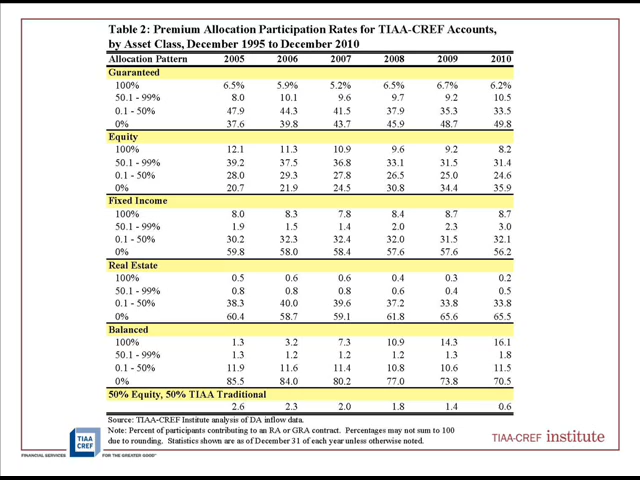 Table 2: Premium Allocation Participation Rates for TIAA-CREF Accounts,
by Asset Class, December 1995 to December 2010
Allocation Pattern 2005 2006 2007 2008 2009 2010
Guaranteed
100% 6.5% 5.9% 5.2% 6.5% 6.7% 6.2%
50.1 - 99% 8.0 10.1 9.6 9.7 9.2 10.5
0.1 - 50% 47.9 44.3 41.5 37.9 35.3 33.5
0% 37.6 39.8 43.7 45.9 48.7 49.8
Equity
100% 12.1 11.3 10.9 9.6 9.2 8.2
50.1 - 99% 39.2 37.5 36.8 33.1 31.5 31.4
0.1 - 50% 28.0 29.3 27.8 26.5 25.0 24.6
0% 20.7 21.9 24.5 30.8 34.4 35.9
Fixed Income
100% 8.0 8.3 7.8 8.4 8.7 8.7
50.1 - 99% 1.9 1.5 1.4 2.0 2.3 3.0
0.1 - 50% 30.2 32.3 32.4 32.0 31.5 32.1
0% 59.8 58.0 58.4 57.6 57.6 56.2
Real Estate
100% 0.5 0.6 0.6 0.4 0.3 0.2
50.1 - 99% 0.8 0.8 0.8 0.6 0.4 0.5
0.1 - 50% 38.3 40.0 39.6 37.2 33.8 33.8
0% 60.4 58.7 59.1 61.8 65.6 65.5
Balanced
100% 1.3 3.2 7.3 10.9 14.3 16.1
50.1 - 99% 1.3 1.2 1.2 1.2 1.3 1.8
0.1 - 50% 11.9 11.6 11.4 10.8 10.6 11.5
0% 85.5 84.0 80.2 77.0 73.8 70.5
50% Equity, 50% TIAA Traditional
2.6 2.3 2.0 1.8 1.4 0.6
Source: TIAA-CREF Institute analysis of DA inflow data.
Note: Percent of participants contributing to an RA or GRA contract. Percentages may not sum to 100
due to rounding. Statistics shown are as of December 31 of each year unless otherwise noted.
TIAA
CREF
FINANCIAL SERVICES FOR THE GREATER GOOD®
TIAA-CREF institute